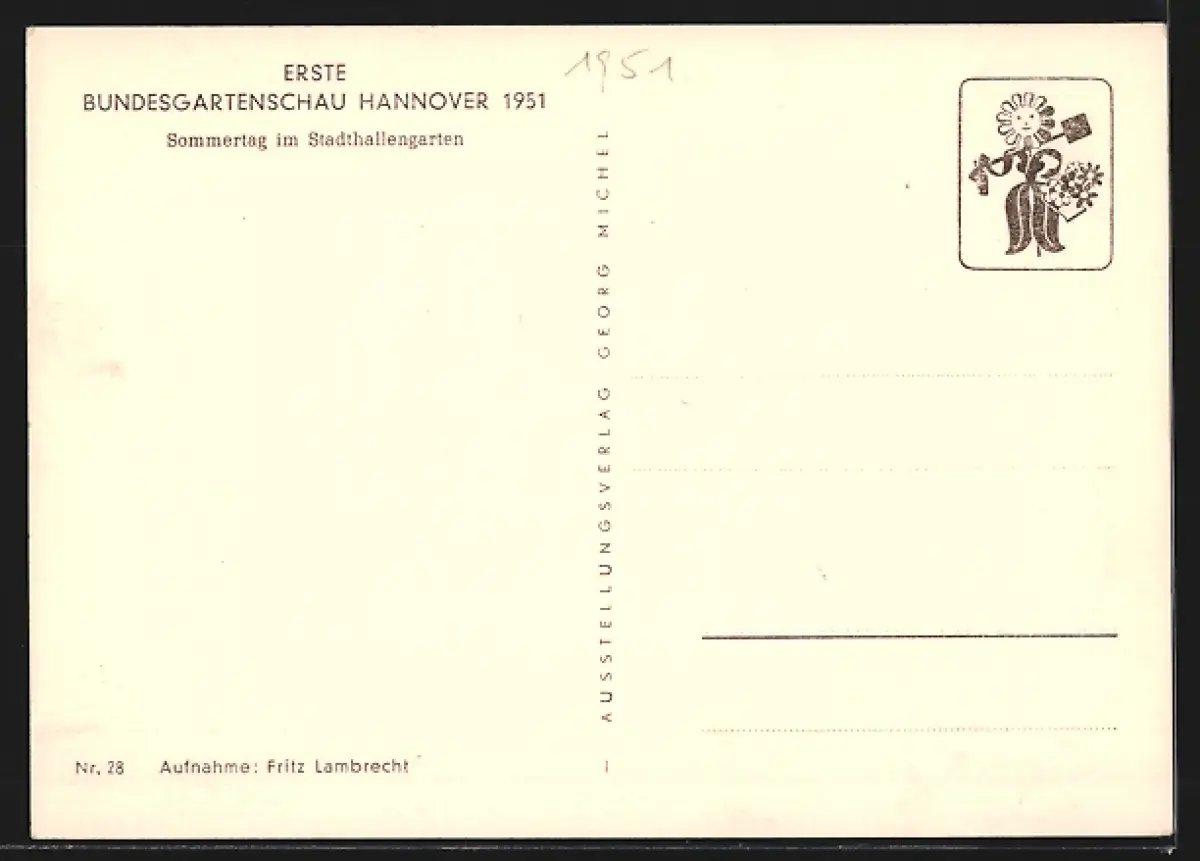 ERSTE
BUNDESGARTENSCHAU HANNOVER 1951
Sommertag im Stadthallengarten
1951
AUSSTELLUNGSVERLAG GEORG MICHEL
Nr. 28 Aufnahme: Fritz Lambrecht